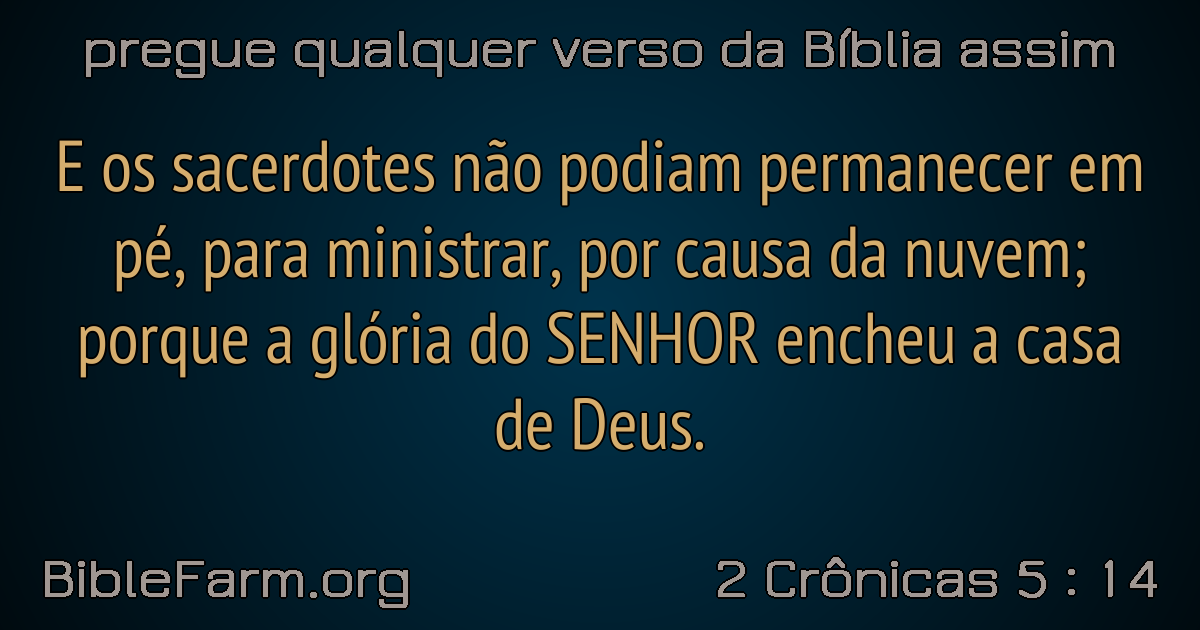 pregue qualquer verso da Bíblia assim
E os sacerdotes não podiam permanecer em
pé, para ministrar, por causa da nuvem;
porque a glória do SENHOR encheu a casa
de Deus.
BibleFarm.org
2 Crônicas 5 : 14